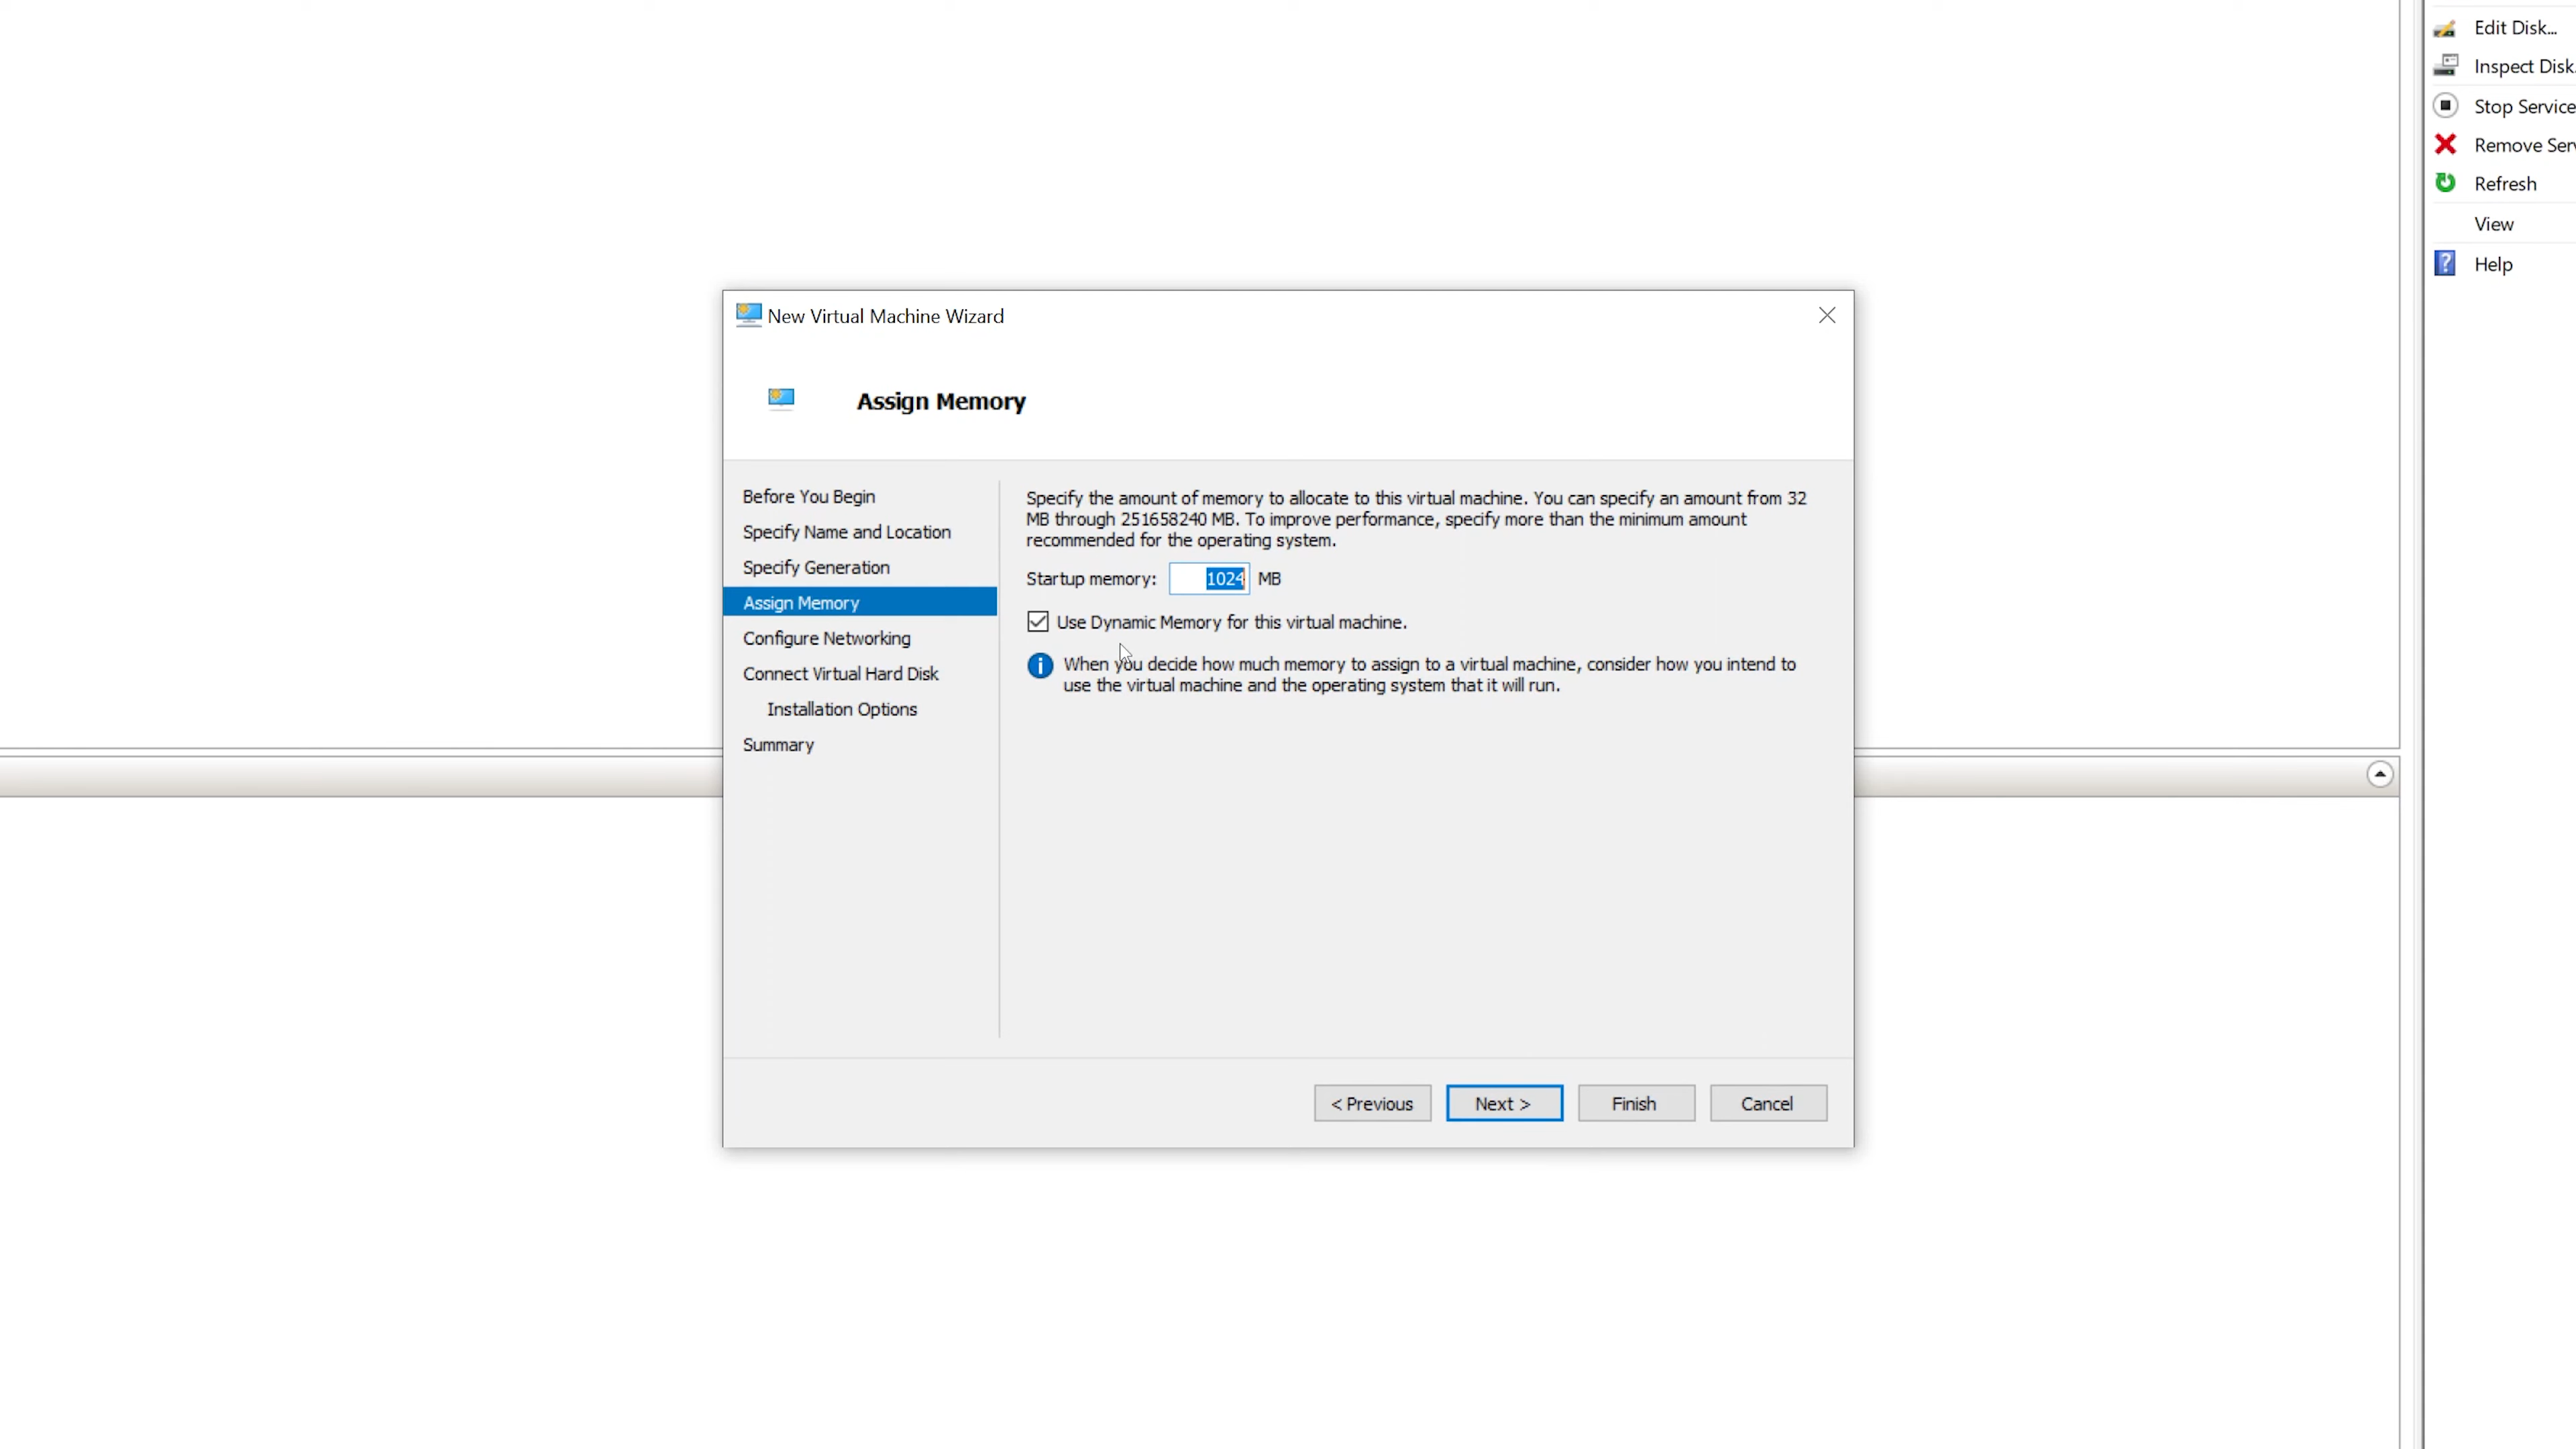 Edit Disk...
Inspect Disk.
Stop Service
Remove Ser
Refresh
View
Help
New Virtual Machine Wizard
Assign Memory
Before You Begin
Specify Name and Location
Specify Generation
Assign Memory
Configure Networking
Connect Virtual Hard Disk
Installation Options
Summary
Specify the amount of memory to allocate to this virtual machine. You can specify an amount from 32
MB through 251658240 MB. To improve performance, specify more than the minimum amount
recommended for the operating system.
Startup memory: 1024 MB
Use Dynamic Memory for this virtual machine.
When you decide how much memory to assign to a virtual machine, consider how you intend to
use the virtual machine and the operating system that it will run.
< Previous Next > Finish Cancel